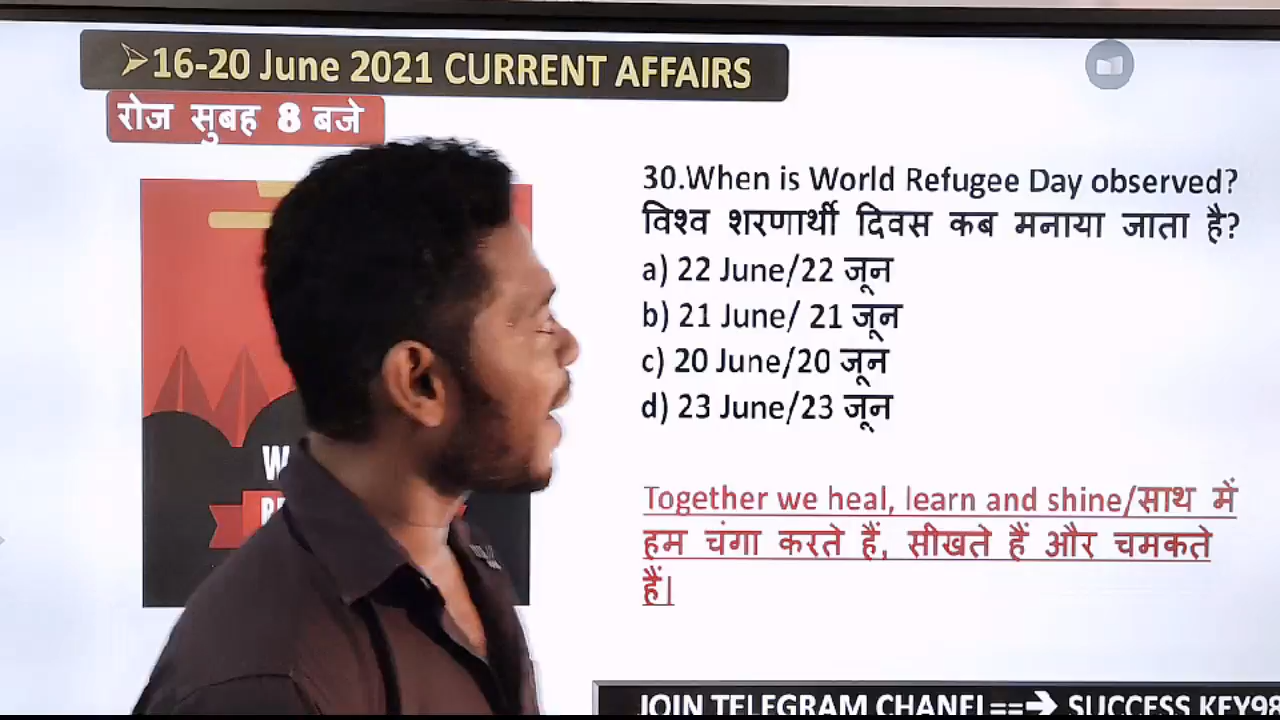 ➢16-20 June 2021 CURRENT AFFAIRS
रोज सुबह 8 बजे
30.When is World Refugee Day observed?
विश्व शरणार्थी दिवस कब मनाया जाता है?
a) 22 June/22 जून
b) 21 June/ 21 जून
c) 20 June/20 जून
d) 23 June/23 जून
Together we heal, learn and shine/साथ में
हम चंगा करते हैं, सीखते हैं और चमकते
हैं|
JOIN TELEGRAM CHANEL==➔ SUCCESS KEY98